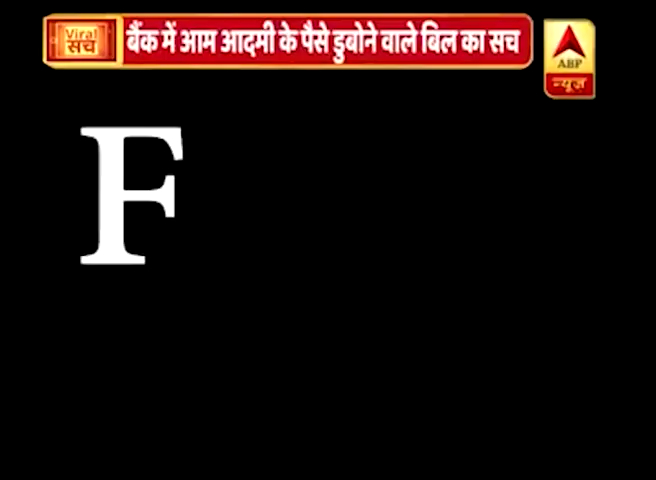 Viral
सच
बैंक में आम आदमी के पैसे डुबोने वाले बिल का सच
ABP
न्यूज़
F